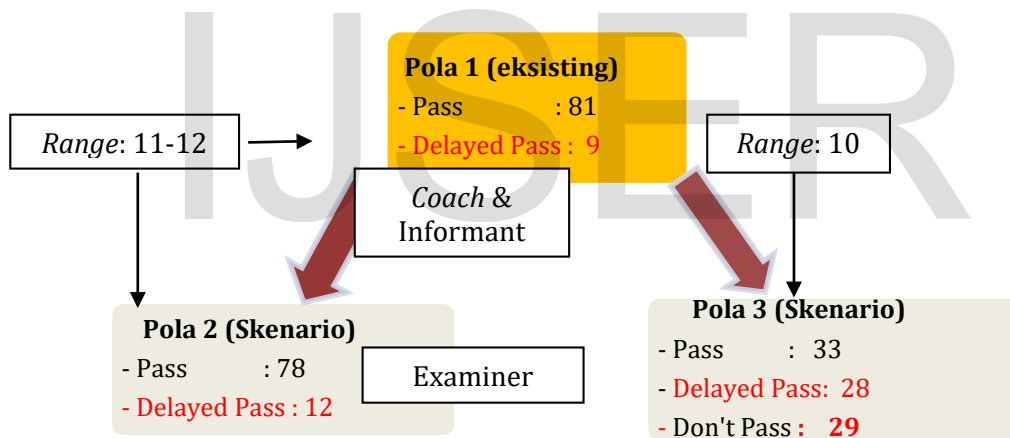 IJSER
Pola 1 (eksisting)
- Pass : 81
- Delayed Pass : 9
Range: 11-12
Range: 10
Coach &
Informant
Pola 2 (Skenario)
- Pass : 78
- Delayed Pass : 12
Examiner
Pola 3 (Skenario)
- Pass : 33
- Delayed Pass: 28
- Don't Pass : 29